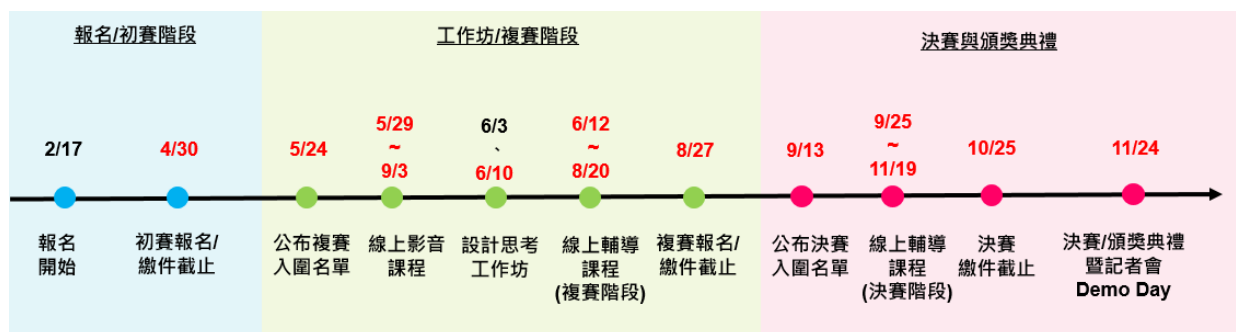 報名/初賽階段
工作坊/複賽階段
決賽與頒獎典禮
2/17
4/30
5/24
5/29
~
9/3
6/3
、
6/10
6/12
~
8/20
8/27
9/13
9/25
~
11/19
10/25
11/24
報名
開始
初賽報名/
繳件截止
公布複賽
入圍名單
線上影音
課程
設計思考
工作坊
線上輔導
課程
(複賽階段)
複賽報名/
繳件截止
公布決賽
入圍名單
線上輔導
課程
(決賽階段)
決賽
繳件截止
決賽/頒獎典禮
暨記者會
Demo Day